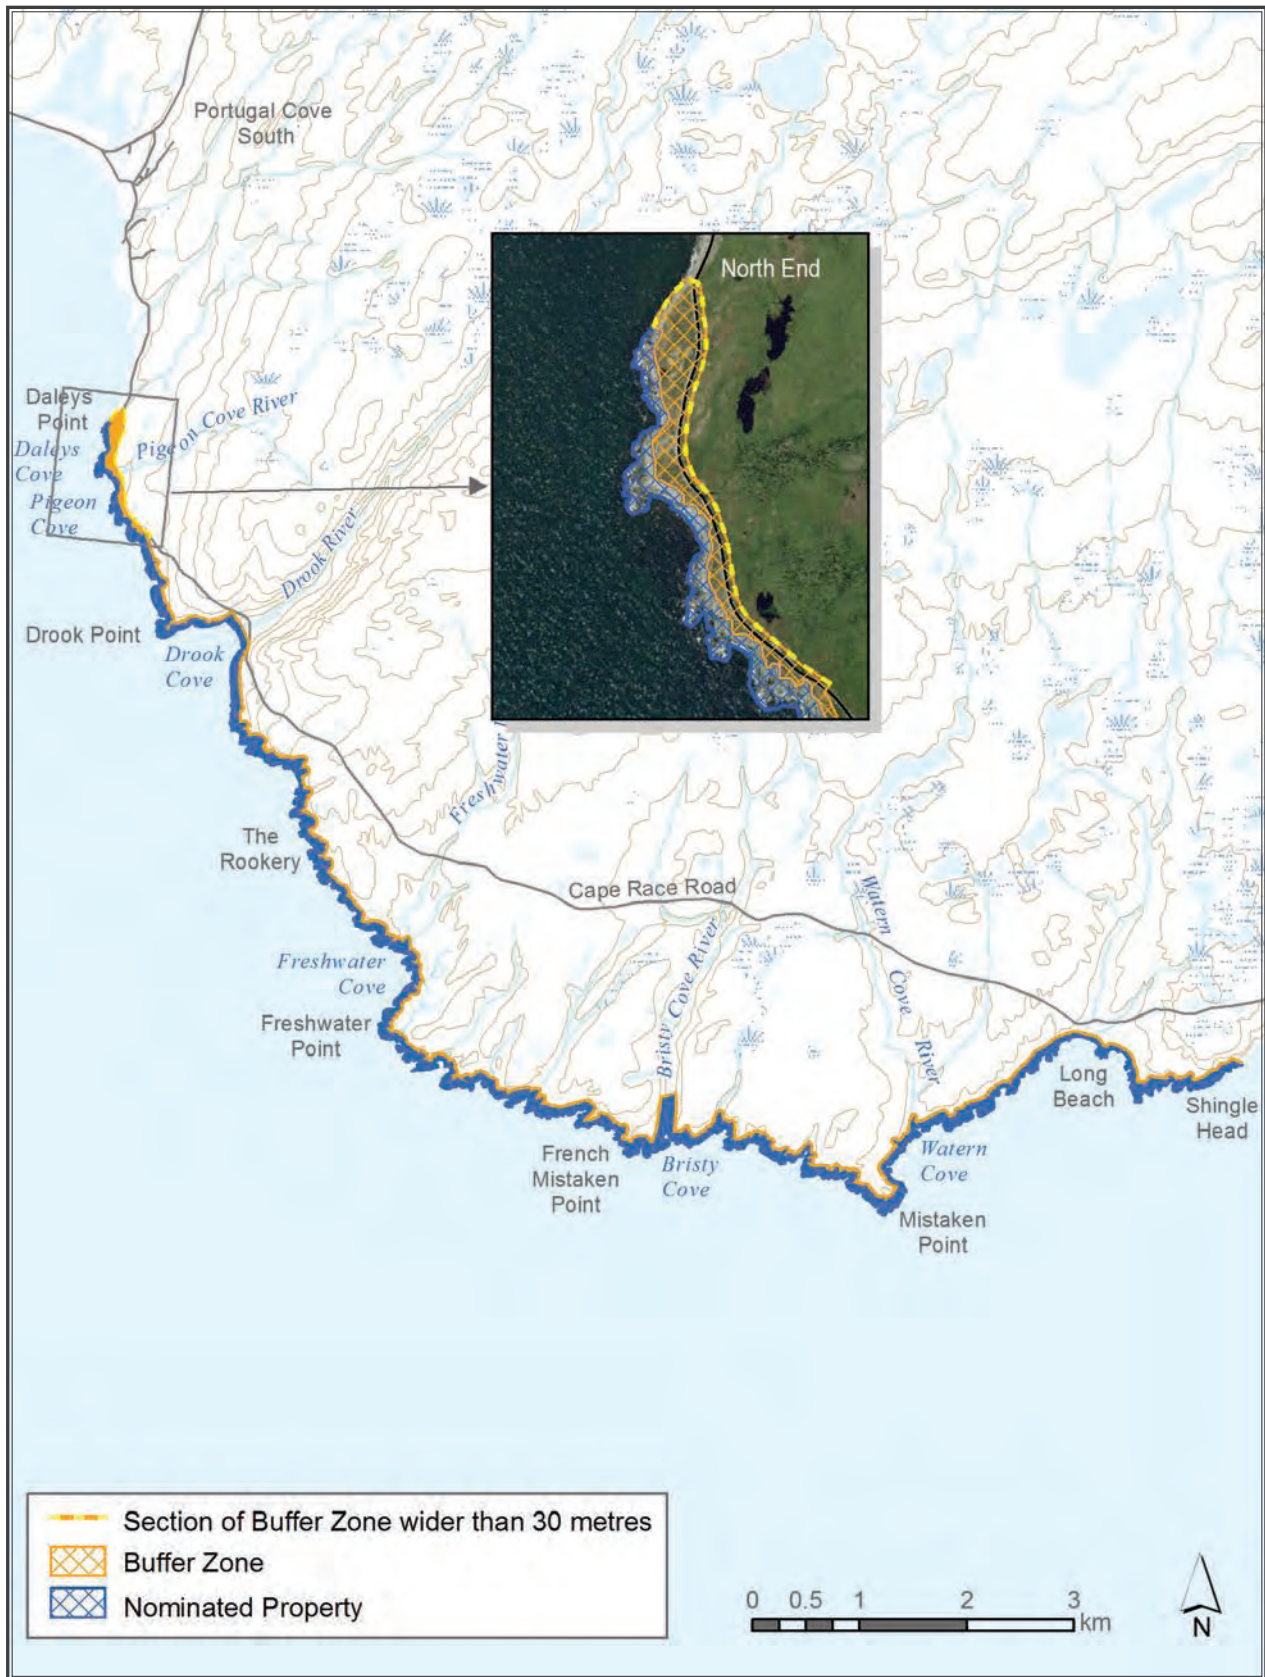 Portugal Cove
South
North End
Daleys
Point
Pigeon Cove River
Daleys
Cove
Pigeon
Cove
Drook River
Drook Point
Drook
Cove
Freshwater
The
Rookery
Cape Race Road
Watern
Cove
River
Bristy Cove River
Freshwater
Cove
Freshwater
Point
Long
Beach
Shingle
Head
French
Mistaken
Point
Bristy
Cove
Watern
Cove
Mistaken
Point
Section of Buffer Zone wider than 30 metres
Buffer Zone
Nominated Property
0 0.5 1 2 3
km
N